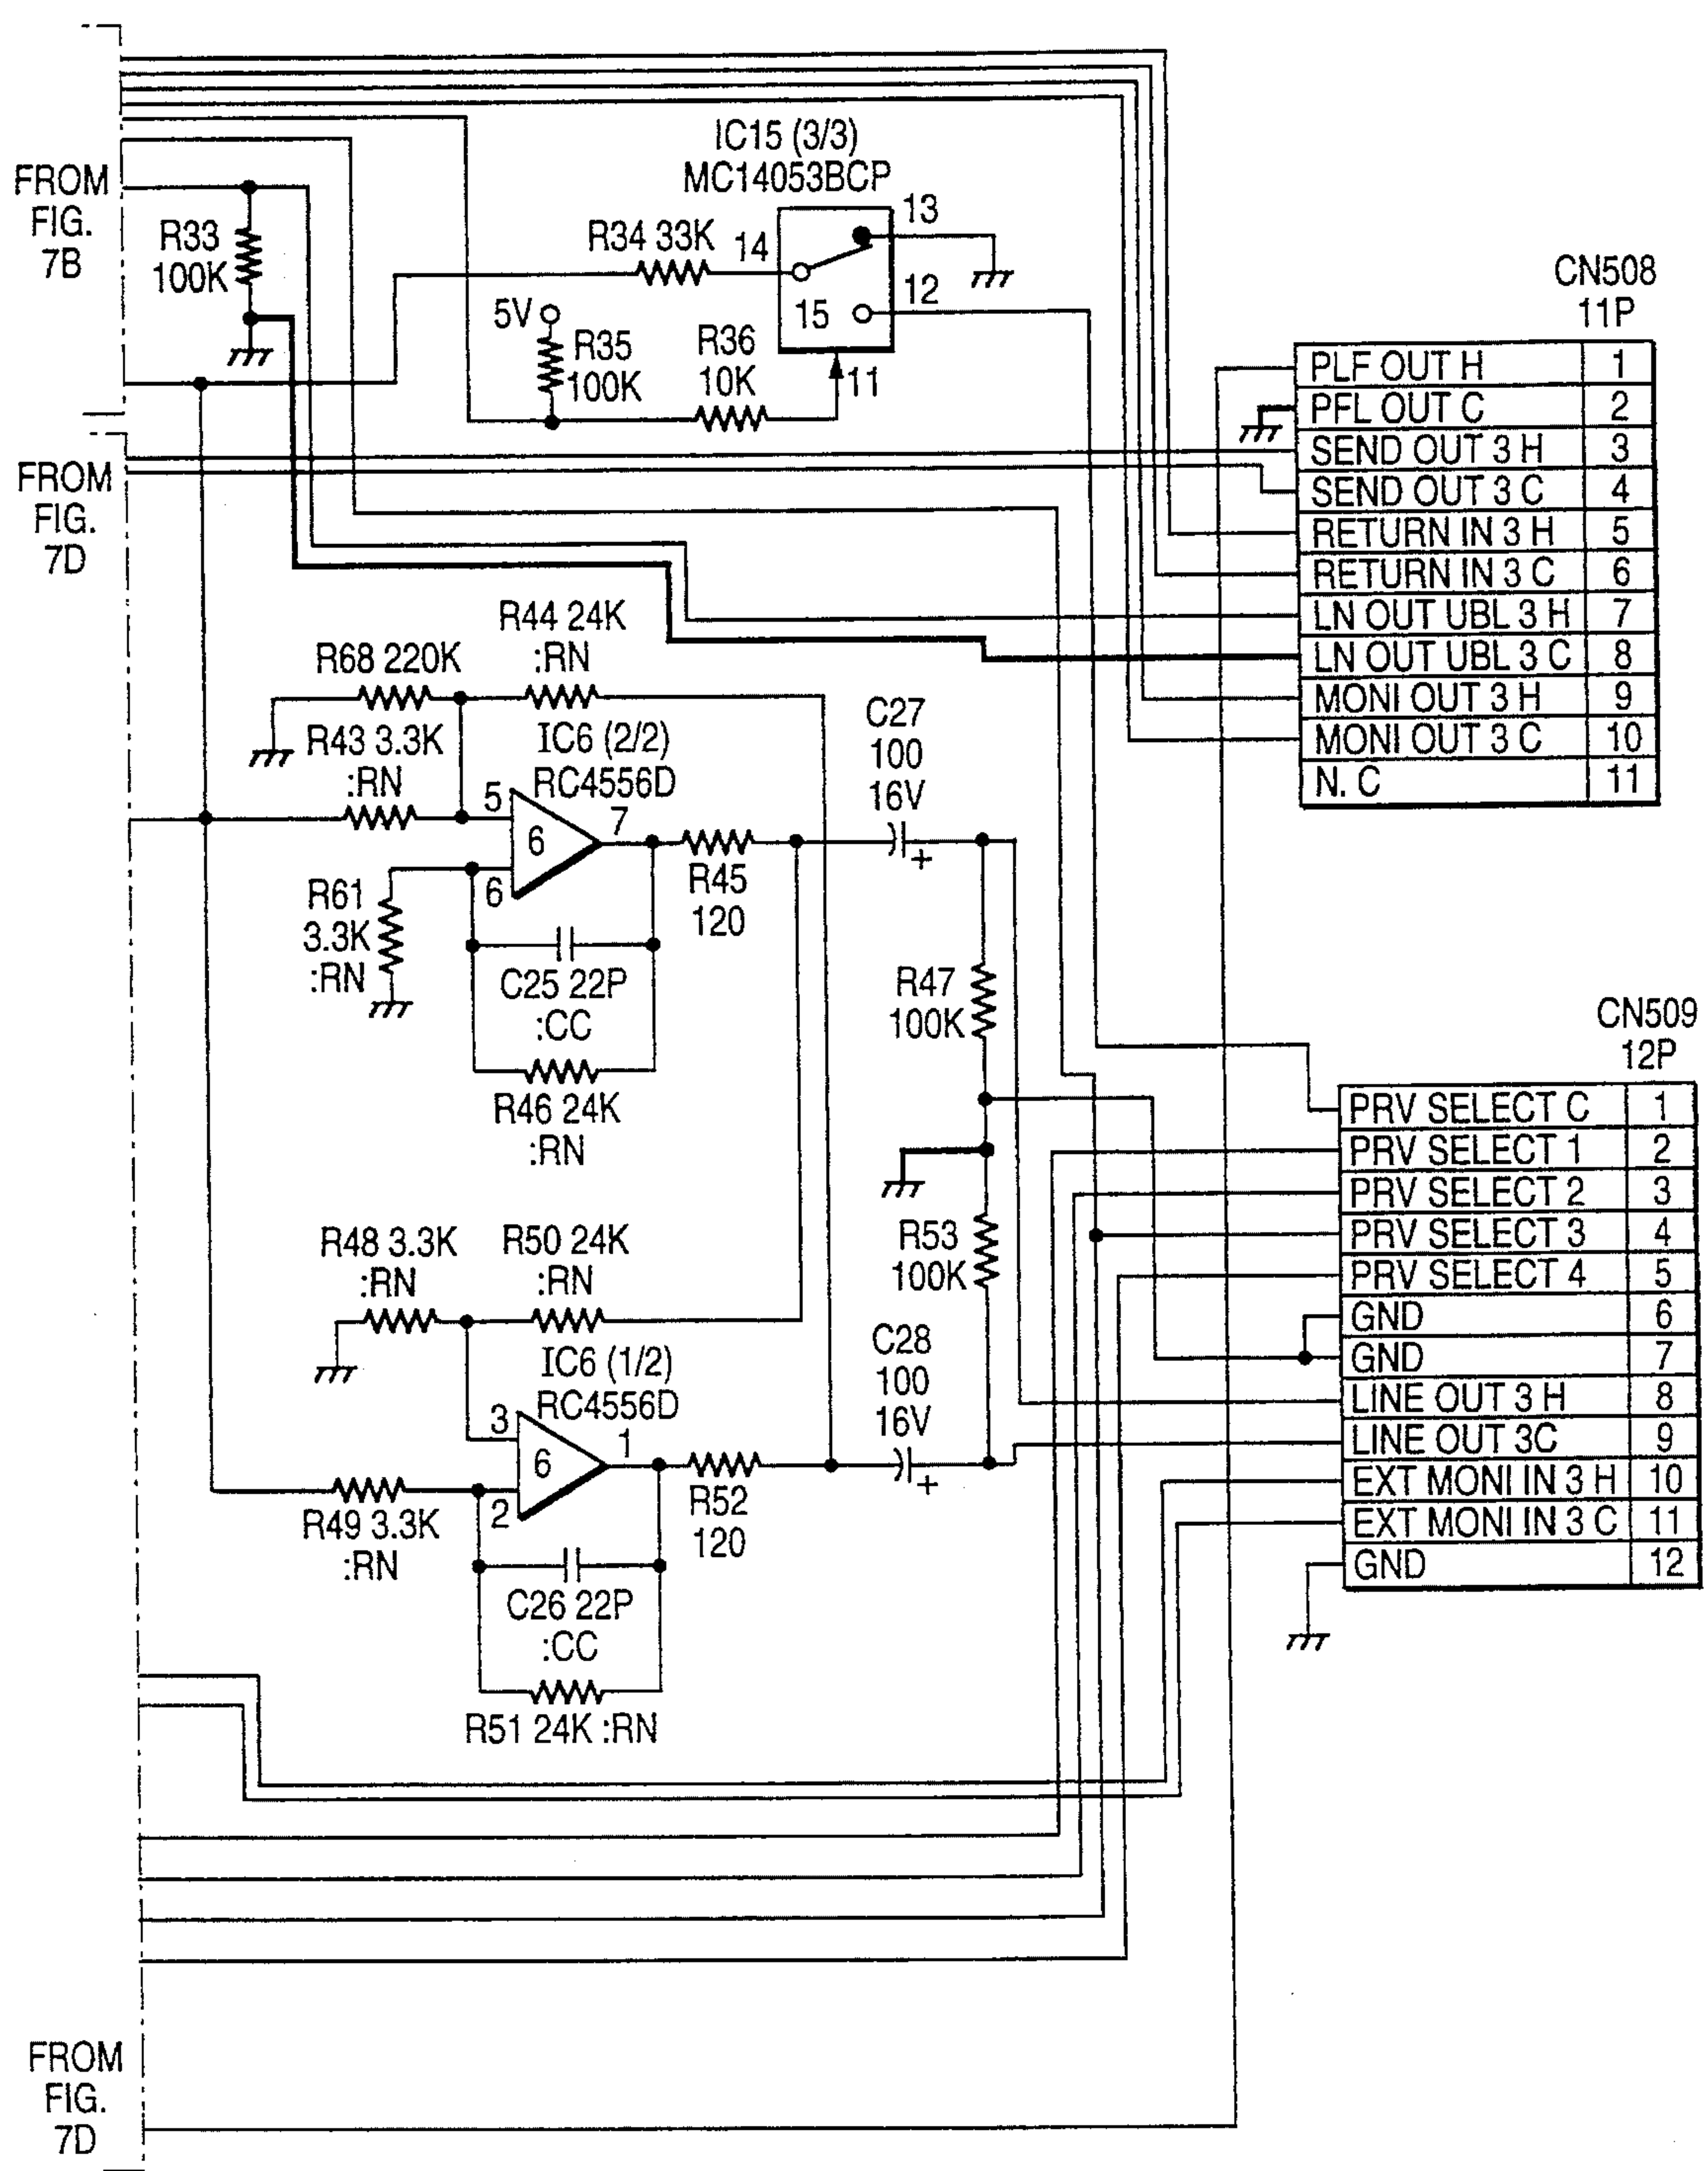 FROM
FIG.
7B
R33
100K
IC15 (3/3)
MC14053BCP
R34 33K
14
13
12
15
11
5V
R35
100K
R36
10K
CN508
11P
PLF OUT H 1
PFL OUT C 2
SEND OUT 3 H 3
SEND OUT 3 C 4
RETURN IN 3 H 5
RETURN IN 3 C 6
LN OUT UBL 3 H 7
LN OUT UBL 3 C 8
MONI OUT 3 H 9
MONI OUT 3 C 10
N. C 11
FROM
FIG.
7D
R44 24K
:RN
R68 220K
R43 3.3K
:RN
IC6 (2/2)
RC4556D
5
6
7
6
R61
3.3K
:RN
C25 22P
:CC
R46 24K
:RN
R45
120
C27
100
16V
+
R47
100K
R53
100K
R48 3.3K
:RN
R50 24K
:RN
IC6 (1/2)
RC4556D
3
6
1
2
R49 3.3K
:RN
C26 22P
:CC
R51 24K :RN
R52
120
C28
100
16V
+
CN509
12P
PRV SELECT C 1
PRV SELECT 1 2
PRV SELECT 2 3
PRV SELECT 3 4
PRV SELECT 4 5
GND 6
GND 7
LINE OUT 3 H 8
LINE OUT 3C 9
EXT MONI IN 3 H 10
EXT MONI IN 3 C 11
GND 12
FROM
FIG.
7D